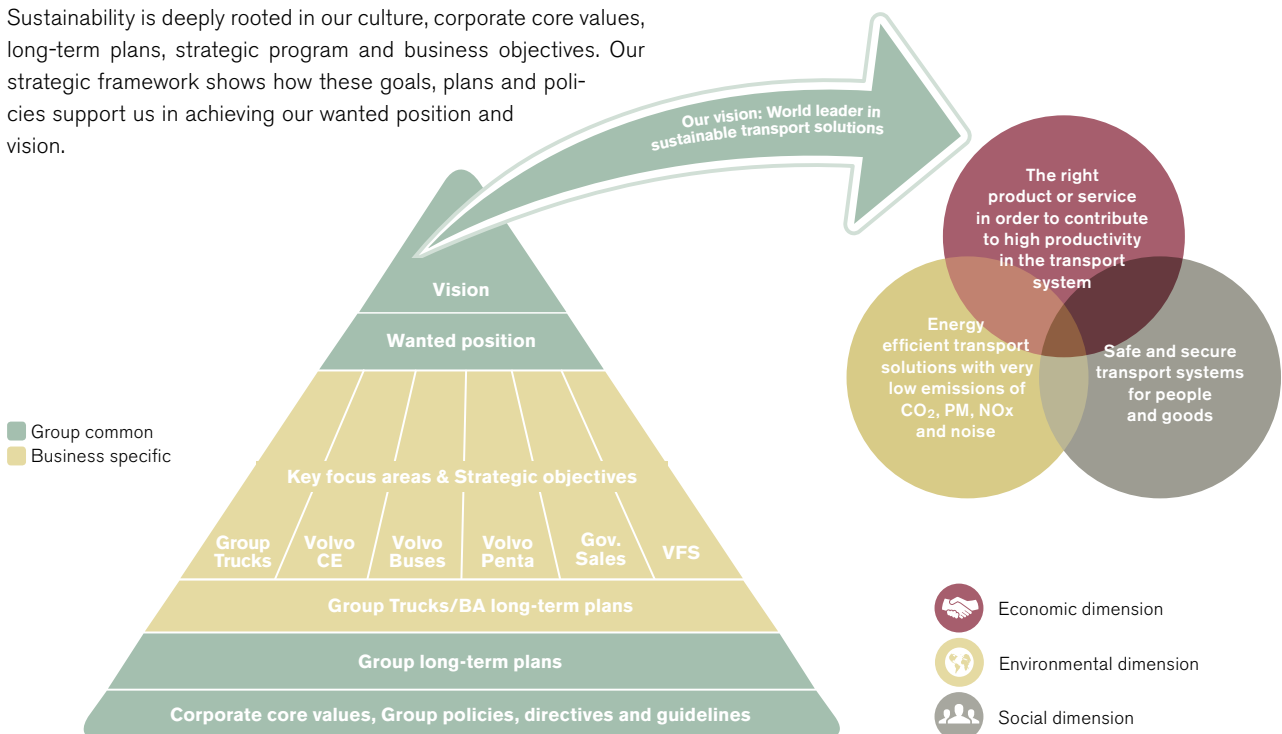 Sustainability is deeply rooted in our culture, corporate core values,
long-term plans, strategic program and business objectives. Our
strategic framework shows how these goals, plans and poli-
cies support us in achieving our wanted position and
vision.
Our vision: World leader in
sustainable transport solutions
The right
product or service
in order to contribute
to high productivity
in the transport
system
Energy
efficient transport
solutions with very
low emissions of
CO₂, PM, NOx
and noise
Safe and secure
transport systems
for people
and goods
Vision
Wanted position
Group common
Business specific
Key focus areas & Strategic objectives
Group
Trucks
Volvo
CE
Volvo
Buses
Volvo
Penta
Gov.
Sales
VFS
Group Trucks/BA long-term plans
Group long-term plans
Corporate core values, Group policies, directives and guidelines
Economic dimension
Environmental dimension
Social dimension